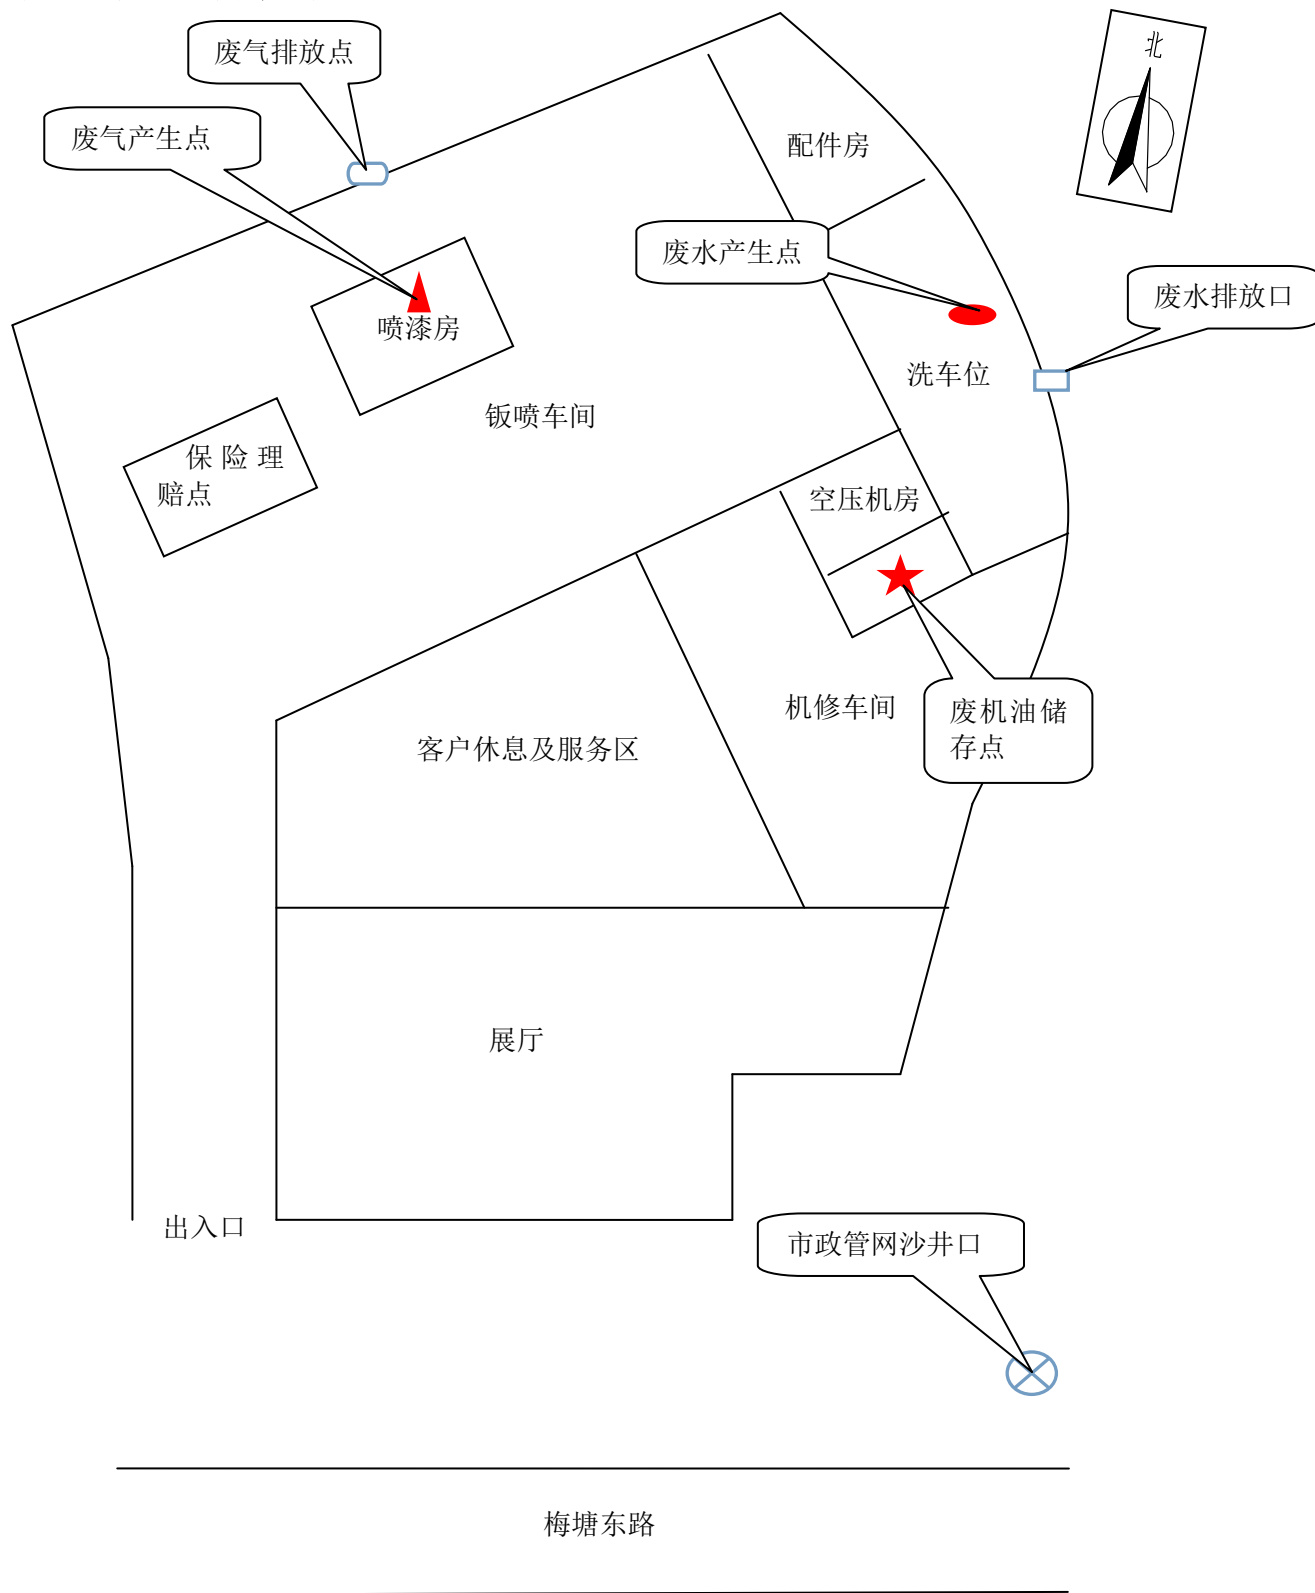 废气排放点
北
废气产生点
配件房
废水产生点
废水排放口
喷漆房
洗车位
钣喷车间
保险理
赔点
空压机房
机修车间
废机油储
存点
客户休息及服务区
展厅
出入口
市政管网沙井口
梅塘东路